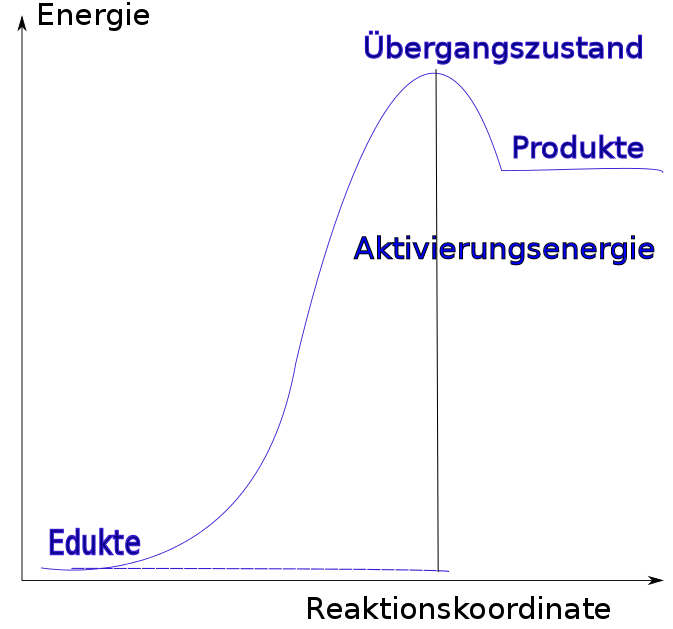 Energie
Übergangszustand
Produkte
Aktivierungsenergie
Edukte
Reaktionskoordinate